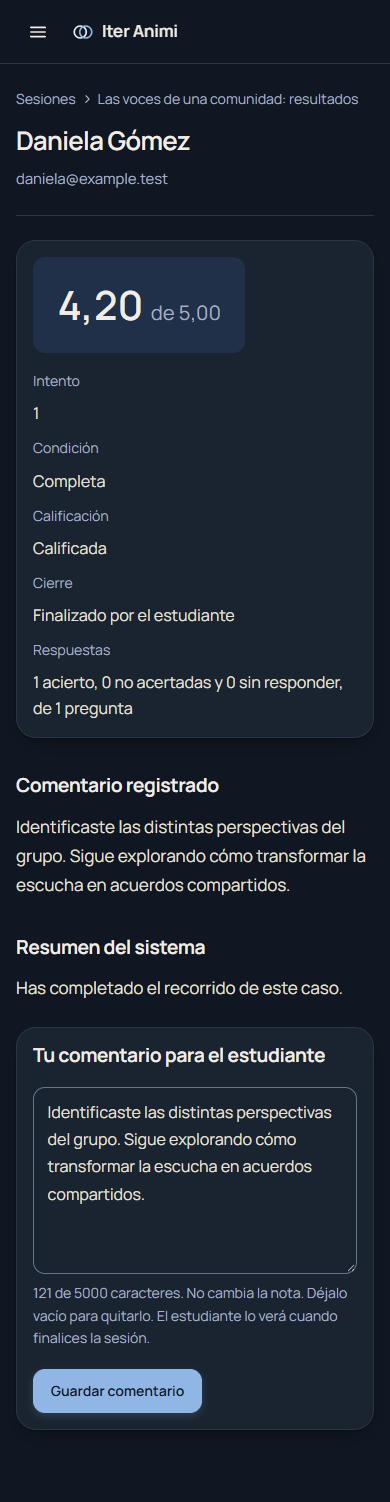 Iter Animi
Sesiones > Las voces de una comunidad: resultados
Daniela Gómez
daniela@example.test
4,20 de 5,00
Intento
1
Condición
Completa
Calificación
Calificada
Cierre
Finalizado por el estudiante
Respuestas
1 acierto, 0 no acertadas y 0 sin responder,
de 1 pregunta
Comentario registrado
Identificaste las distintas perspectivas del
grupo. Sigue explorando cómo transformar la
escucha en acuerdos compartidos.
Resumen del sistema
Has completado el recorrido de este caso.
Tu comentario para el estudiante
Identificaste las distintas perspectivas
del grupo. Sigue explorando cómo
transformar la escucha en acuerdos
compartidos.
121 de 5000 caracteres. No cambia la nota. Déjalo
vacío para quitarlo. El estudiante lo verá cuando
finalices la sesión.
Guardar comentario